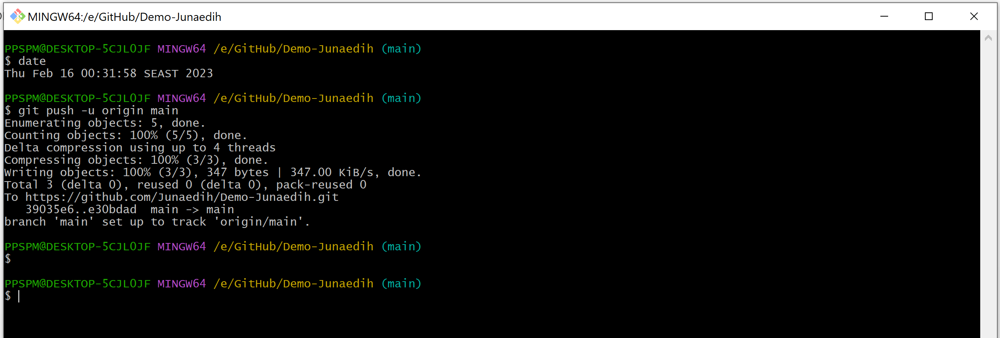 MINGW64:/e/GitHub/Demo-Junaedih
PPSPM@DESKTOP-5CJL0JF MINGW64 /e/GitHub/Demo-Junaedih (main)
$ date
Thu Feb 16 00:31:58 SEAST 2023
PPSPM@DESKTOP-5CJL0JF MINGW64 /e/GitHub/Demo-Junaedih (main)
$ git push -u origin main
Enumerating objects: 5, done.
Counting objects: 100% (5/5), done.
Delta compression using up to 4 threads
Compressing objects: 100% (3/3), done.
Writing objects: 100% (3/3), 347 bytes | 347.00 KiB/s, done.
Total 3 (delta 0), reused 0 (delta 0), pack-reused 0
To https://github.com/Junaedih/Demo-Junaedih.git
   39035e6..e30bdad  main -> main
branch 'main' set up to track 'origin/main'.
PPSPM@DESKTOP-5CJL0JF MINGW64 /e/GitHub/Demo-Junaedih (main)
$
PPSPM@DESKTOP-5CJL0JF MINGW64 /e/GitHub/Demo-Junaedih (main)
$